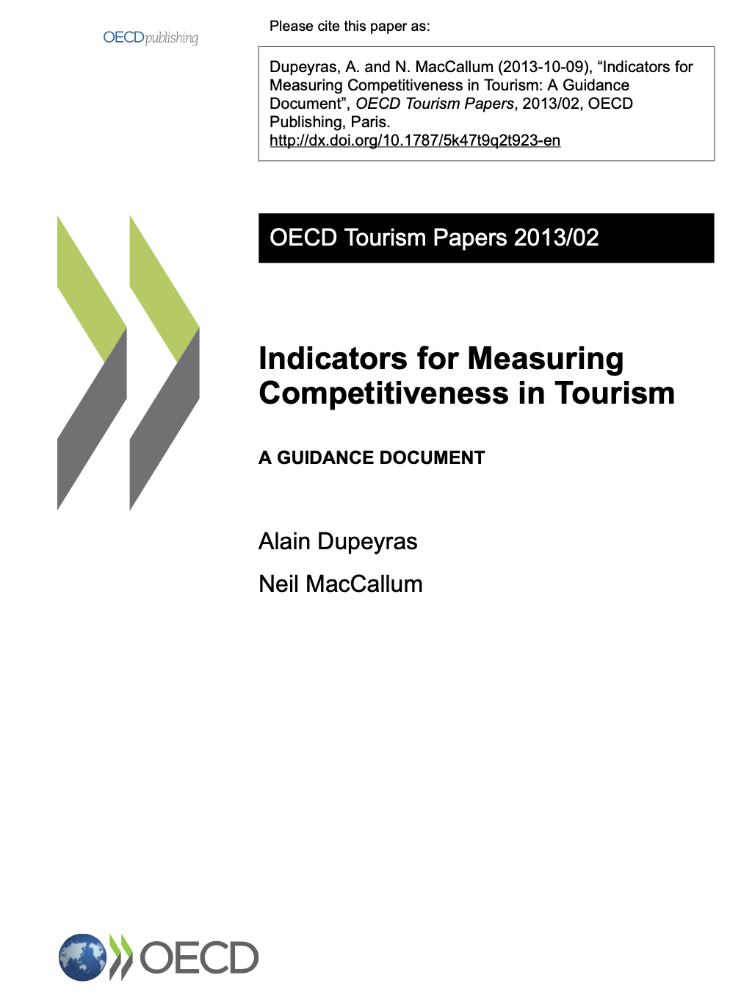 OECDpublishing
Please cite this paper as:
Dupeyras, A. and N. MacCallum (2013-10-09), “Indicators for
Measuring Competitiveness in Tourism: A Guidance
Document”, OECD Tourism Papers, 2013/02, OECD
Publishing, Paris.
http://dx.doi.org/10.1787/5k47t9q2t923-en
OECD Tourism Papers 2013/02
Indicators for Measuring
Competitiveness in Tourism
A GUIDANCE DOCUMENT
Alain Dupeyras
Neil MacCallum
OECD